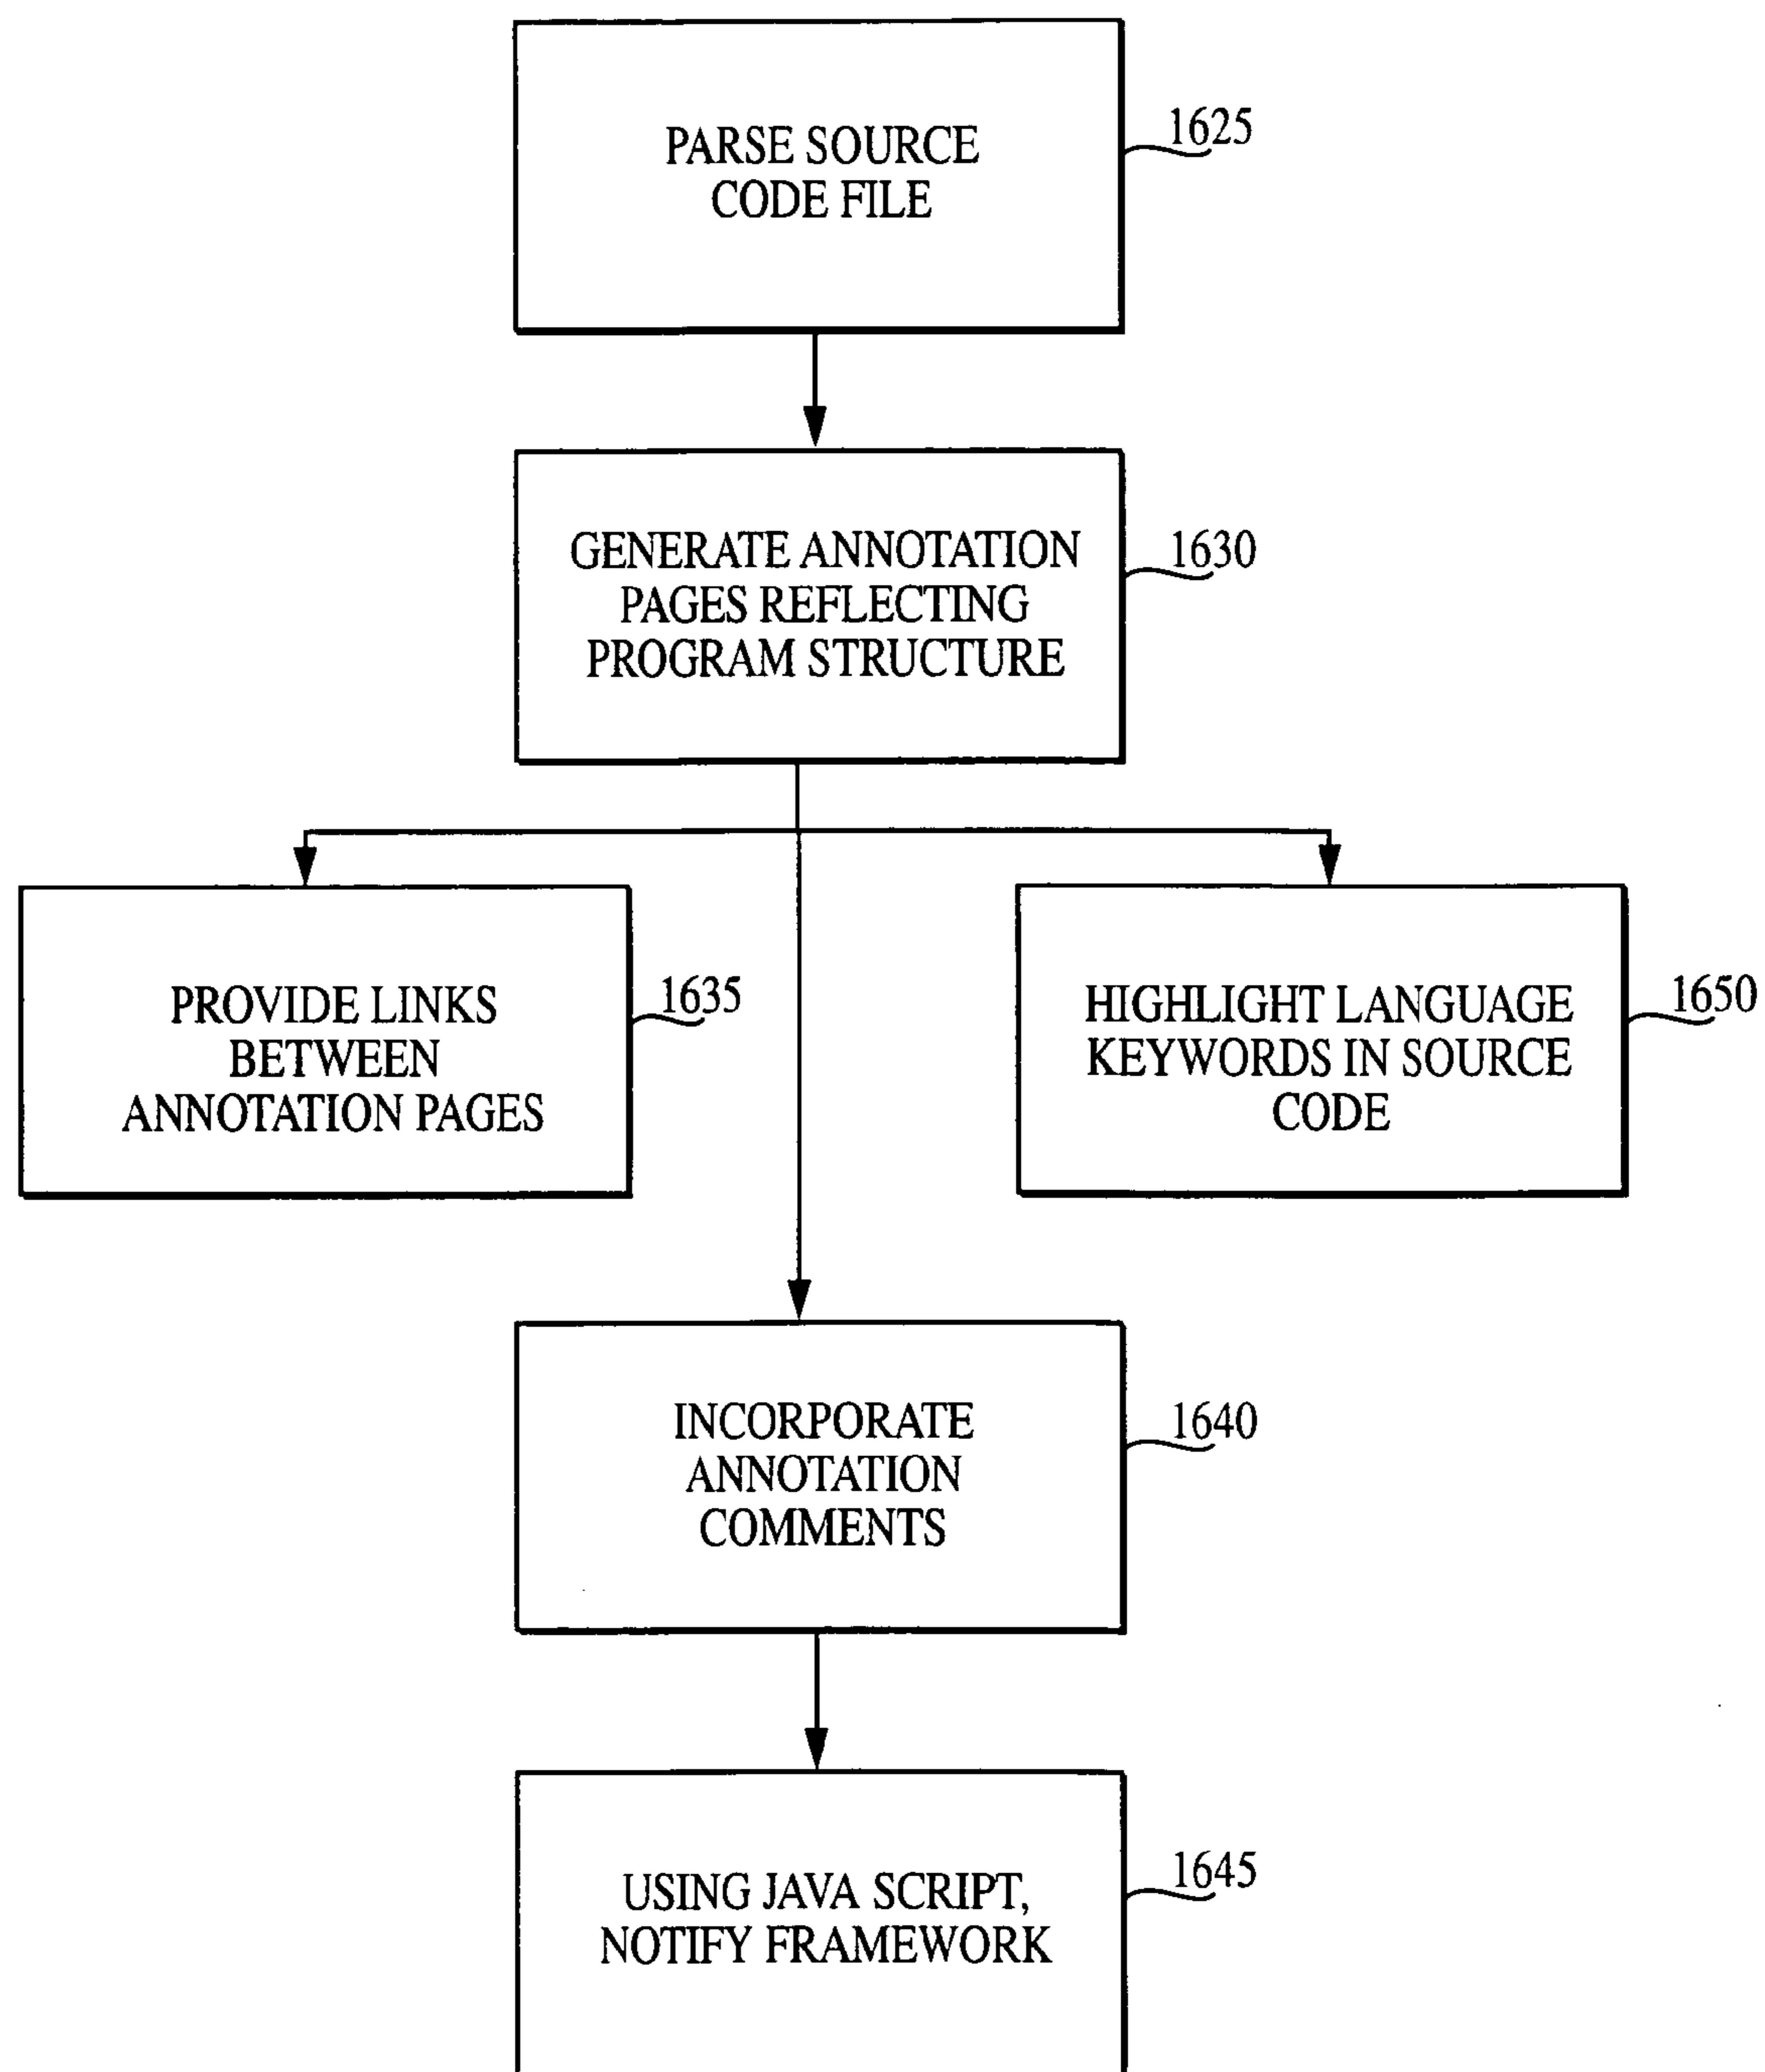 PARSE SOURCE
CODE FILE
1625
GENERATE ANNOTATION
PAGES REFLECTING
PROGRAM STRUCTURE
1630
PROVIDE LINKS
BETWEEN
ANNOTATION PAGES
1635
HIGHLIGHT LANGUAGE
KEYWORDS IN SOURCE
CODE
1650
INCORPORATE
ANNOTATION
COMMENTS
1640
USING JAVA SCRIPT,
NOTIFY FRAMEWORK
1645